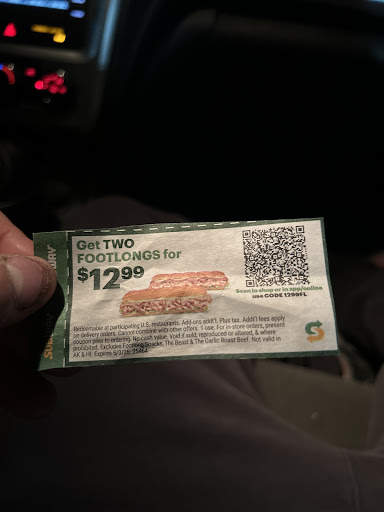 SUBWAY
Get TWO
FOOTLONGS for
$12⁹⁹
Scan in-shop or in app/online
use CODE 1299FL
Redeemable at participating U.S. restaurants. Add-ons addt'l. Plus tax. Addt'l fees apply
on delivery orders. Cannot combine with other offers. 1 use. For in-store orders, present
coupon prior to ordering. No cash value. Void if sold, reproduced or altered, & where
prohibited. Excludes Footlong Snacks, The Beast & The Garlic Roast Beef. Not valid in
AK & HI. Expires 5/3/26. 25464